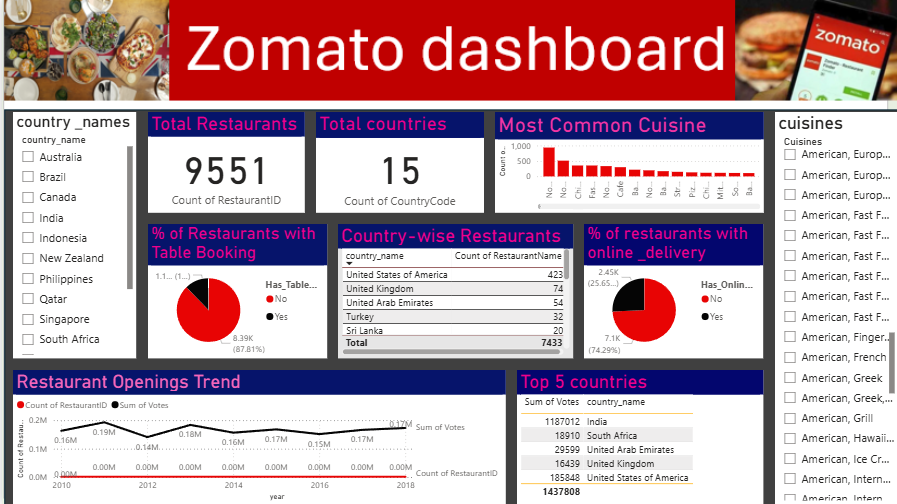 Zomato dashboard
zomato
country _names
country_name
Australia
Brazil
Canada
India
Indonesia
New Zealand
Philippines
Qatar
Singapore
South Africa
Total Restaurants
9551
Count of RestaurantID
Total countries
15
Count of CountryCode
Most Common Cuisine
1,000
500
0
No...
No...
Chi...
Fas...
No...
Cafe
Ba...
No...
Ba...
Str...
Piz...
Chi...
Mit...
So...
Ba...
cuisines
Cuisines
American, Europ...
American, Europ...
American, Europ...
American, Fast F...
American, Fast F...
American, Fast F...
American, Fast F...
American, Fast F...
American, Fast F...
American, Finger...
American, French
American, Greek
American, Greek,...
American, Grill
American, Hawaii...
American, Ice Cr...
American, Intern...
American, Intern...
% of Restaurants with
Table Booking
1.1... (1...)
8.39K
(87.81%)
Has_Table...
No
Yes
Country-wise Restaurants
country_name Count of RestaurantName
United States of America 423
United Kingdom 74
United Arab Emirates 54
Turkey 32
Sri Lanka 20
Total 7433
% of restaurants with
online _delivery
2.45K
(25.65...)
7.1K
(74.29%)
Has_Onlin...
No
Yes
Restaurant Openings Trend
Count of RestaurantID Sum of Votes
Count of Restau...
0.2M
0.1M
0.0M
0.16M
0.19M
0.14M
0.18M
0.16M
0.17M
0.15M
0.17M
0.17M
Sum of Votes
0.00M
0.00M
0.00M
0.00M
0.00M
0.00M
Count of RestaurantID
2010
2012
2014
2016
2018
year
Top 5 countries
Sum of Votes country_name
1187012 India
18910 South Africa
29599 United Arab Emirates
16439 United Kingdom
185848 United States of America
1437808